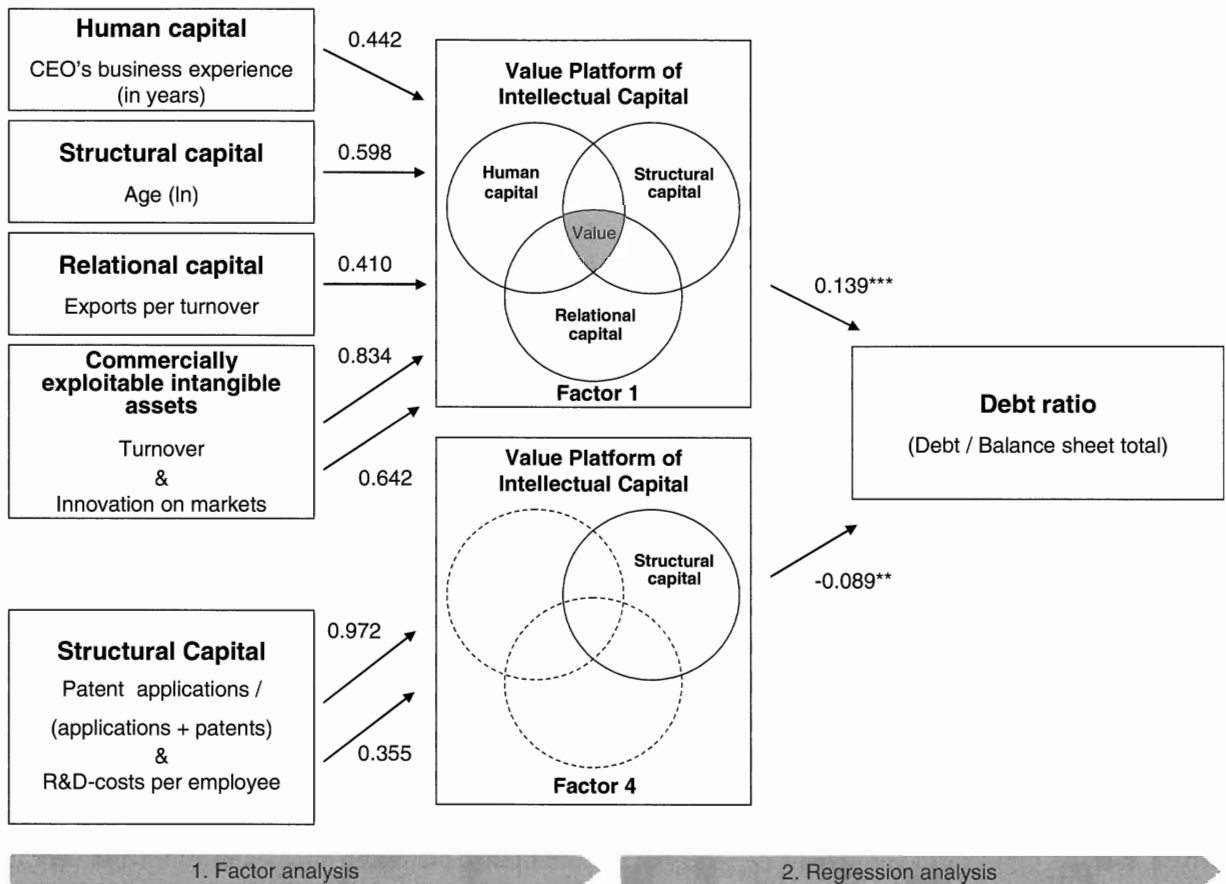 Human capital
CEO's business experience
(in years)
0.442
Structural capital
Age (ln)
0.598
Relational capital
Exports per turnover
0.410
Commercially
exploitable intangible
assets
Turnover
&
Innovation on markets
0.834
0.642
Value Platform of
Intellectual Capital
Human
capital
Structural
capital
Value
Relational
capital
Factor 1
0.139***
Debt ratio
(Debt / Balance sheet total)
Structural Capital
Patent applications /
(applications + patents)
&
R&D-costs per employee
0.972
0.355
Value Platform of
Intellectual Capital
Structural
capital
Factor 4
-0.089**
1. Factor analysis
2. Regression analysis